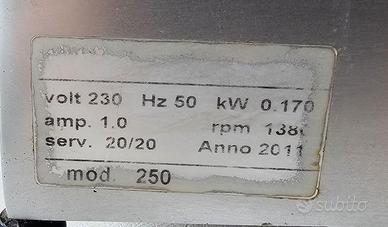 volt 230 Hz 50 kW 0.170
amp. 1.0 rpm 138
serv. 20/20 Anno 2011
mod. 250
subito